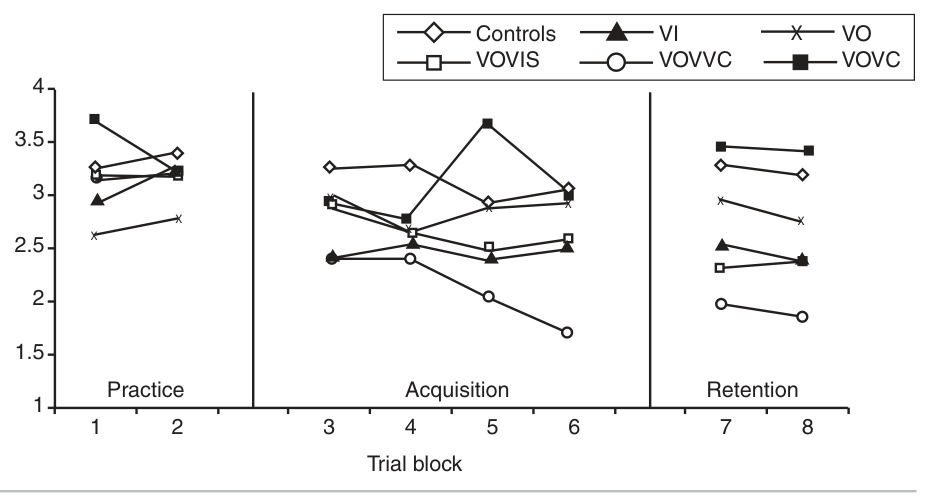 Controls VI VO
VOVIS VOVVC VOVC
4
3.5
3
2.5
2
1.5
1
Practice Acquisition Retention
1 2 3 4 5 6 7 8
Trial block